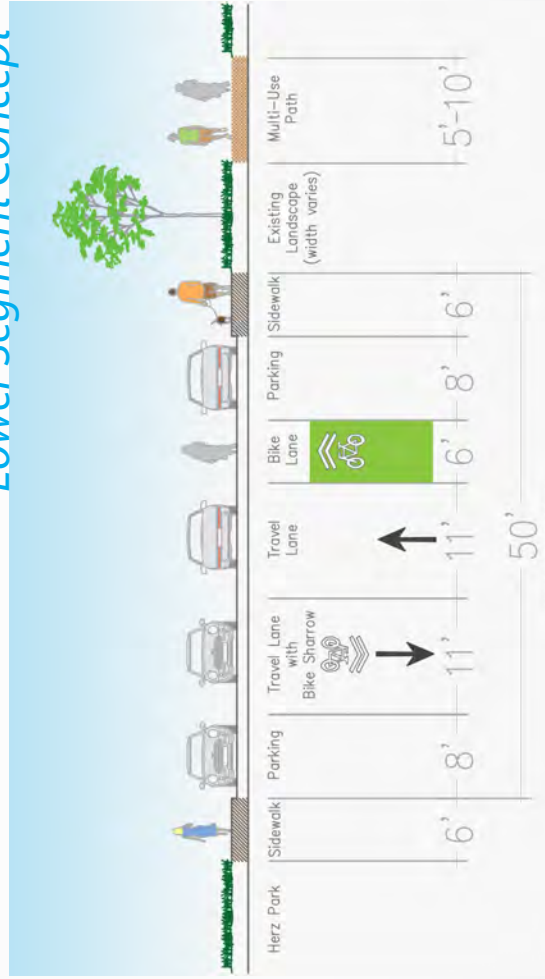 Lower Segment Concept
Herz Park
Sidewalk
Parking
Travel Lane
with
Bike Sharrow
Travel
Lane
Bike
Lane
Parking
Sidewalk
Existing
Landscape
(width varies)
Multi-Use
Path
6'
8'
11'
11'
6'
8'
6'
5'-10'
50'